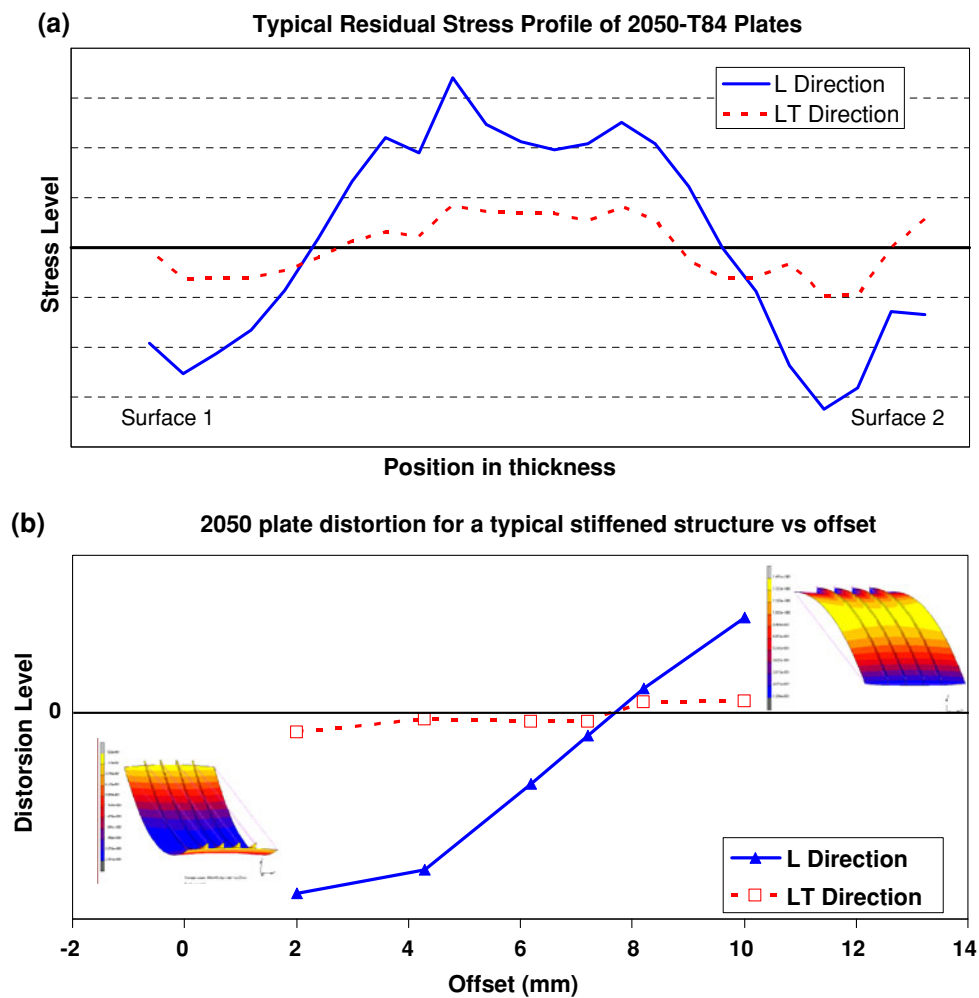 (a)
Typical Residual Stress Profile of 2050-T84 Plates
L Direction
LT Direction
Stress Level
Surface 1
Surface 2
Position in thickness
(b)
2050 plate distortion for a typical stiffened structure vs offset
0
Distorsion Level
L Direction
LT Direction
-2
0
2
4
6
8
10
12
14
Offset (mm)